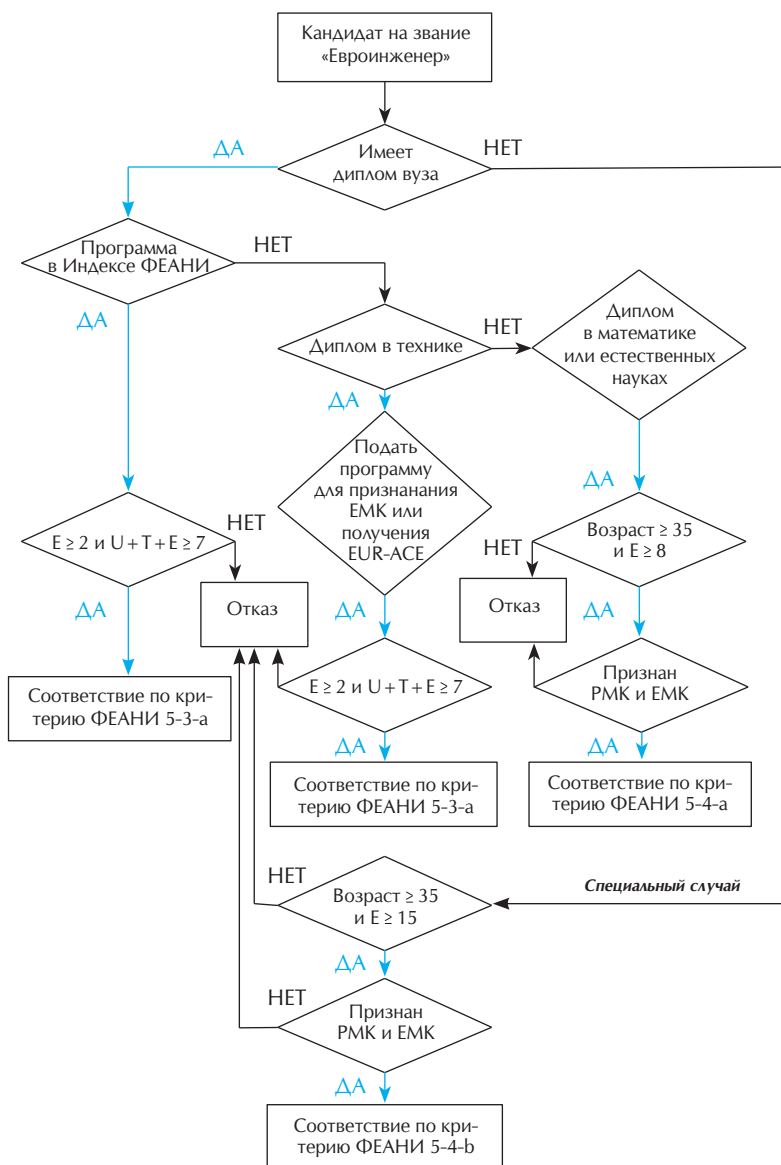 Кандидат на звание
«Евроинженер»
Имеет
диплом вуза
ДА
НЕТ
Программа
в Индексе ФЕАНИ
НЕТ
ДА
Диплом в технике
НЕТ
ДА
Диплом
в математике
или естественных
науках
ДА
Подать
программу
для признанания
ЕМК или
получения
EUR-ACE
ДА
E ≥ 2 и U + T + E ≥ 7
НЕТ
ДА
Возраст ≥ 35
и E ≥ 8
НЕТ
ДА
Отказ
Отказ
E ≥ 2 и U + T + E ≥ 7
ДА
Признан
РМК и ЕМК
ДА
Соответствие по кри-
терию ФЕАНИ 5-3-a
Соответствие по кри-
терию ФЕАНИ 5-3-a
Соответствие по кри-
терию ФЕАНИ 5-4-a
Специальный случай
НЕТ
Возраст ≥ 35
и E ≥ 15
ДА
НЕТ
Признан
РМК и ЕМК
ДА
Соответствие по кри-
терию ФЕАНИ 5-4-b